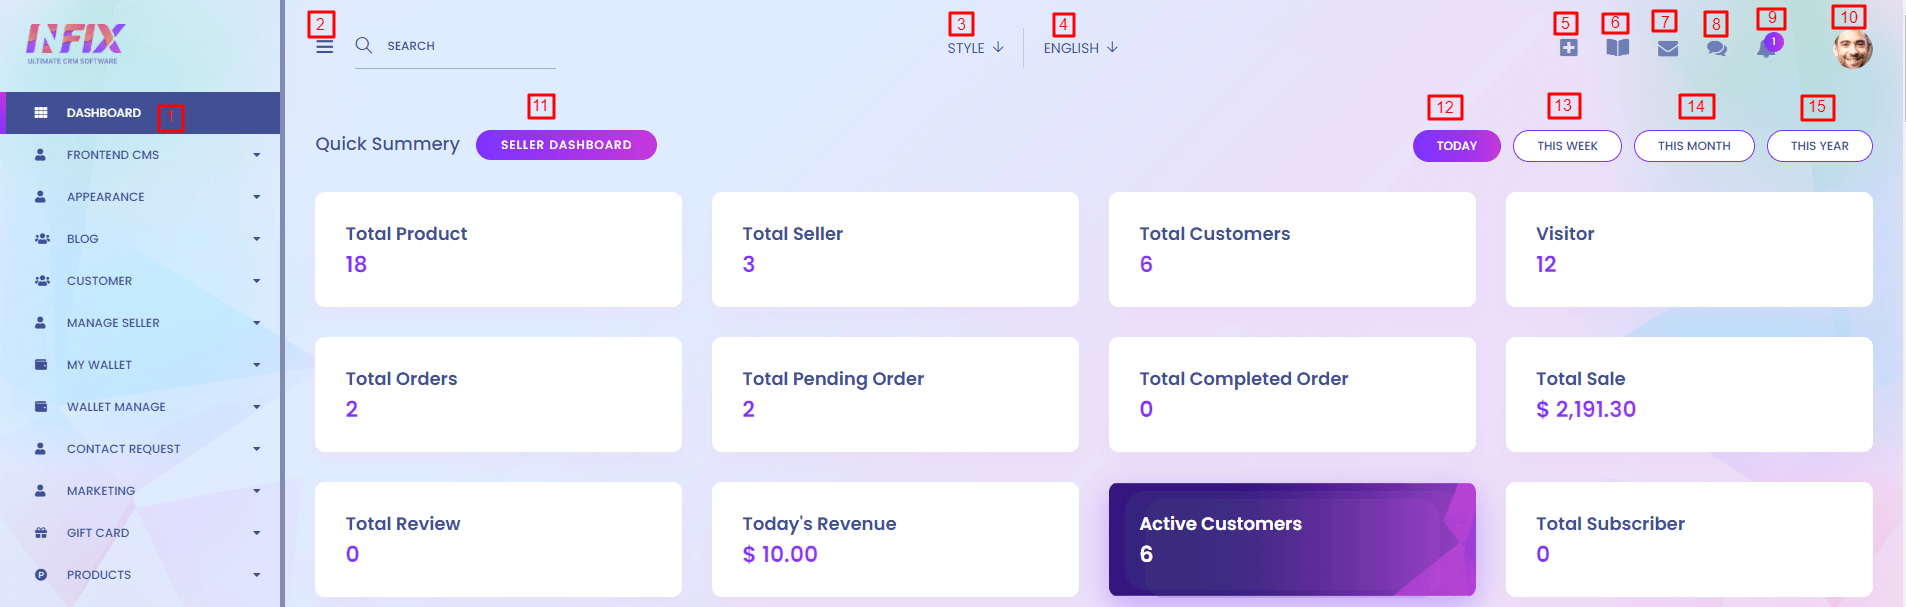 INFIX
ULTIMATE CRM SOFTWARE
1
DASHBOARD
FRONTEND CMS
APPEARANCE
BLOG
CUSTOMER
MANAGE SELLER
MY WALLET
WALLET MANAGE
CONTACT REQUEST
MARKETING
GIFT CARD
PRODUCTS
2
SEARCH
3
STYLE
4
ENGLISH
5
6
7
8
9
1
10
11
Quick Summery
SELLER DASHBOARD
12
TODAY
13
THIS WEEK
14
THIS MONTH
15
THIS YEAR
Total Product
18
Total Seller
3
Total Customers
6
Visitor
12
Total Orders
2
Total Pending Order
2
Total Completed Order
0
Total Sale
$ 2,191.30
Total Review
0
Today's Revenue
$ 10.00
Active Customers
6
Total Subscriber
0